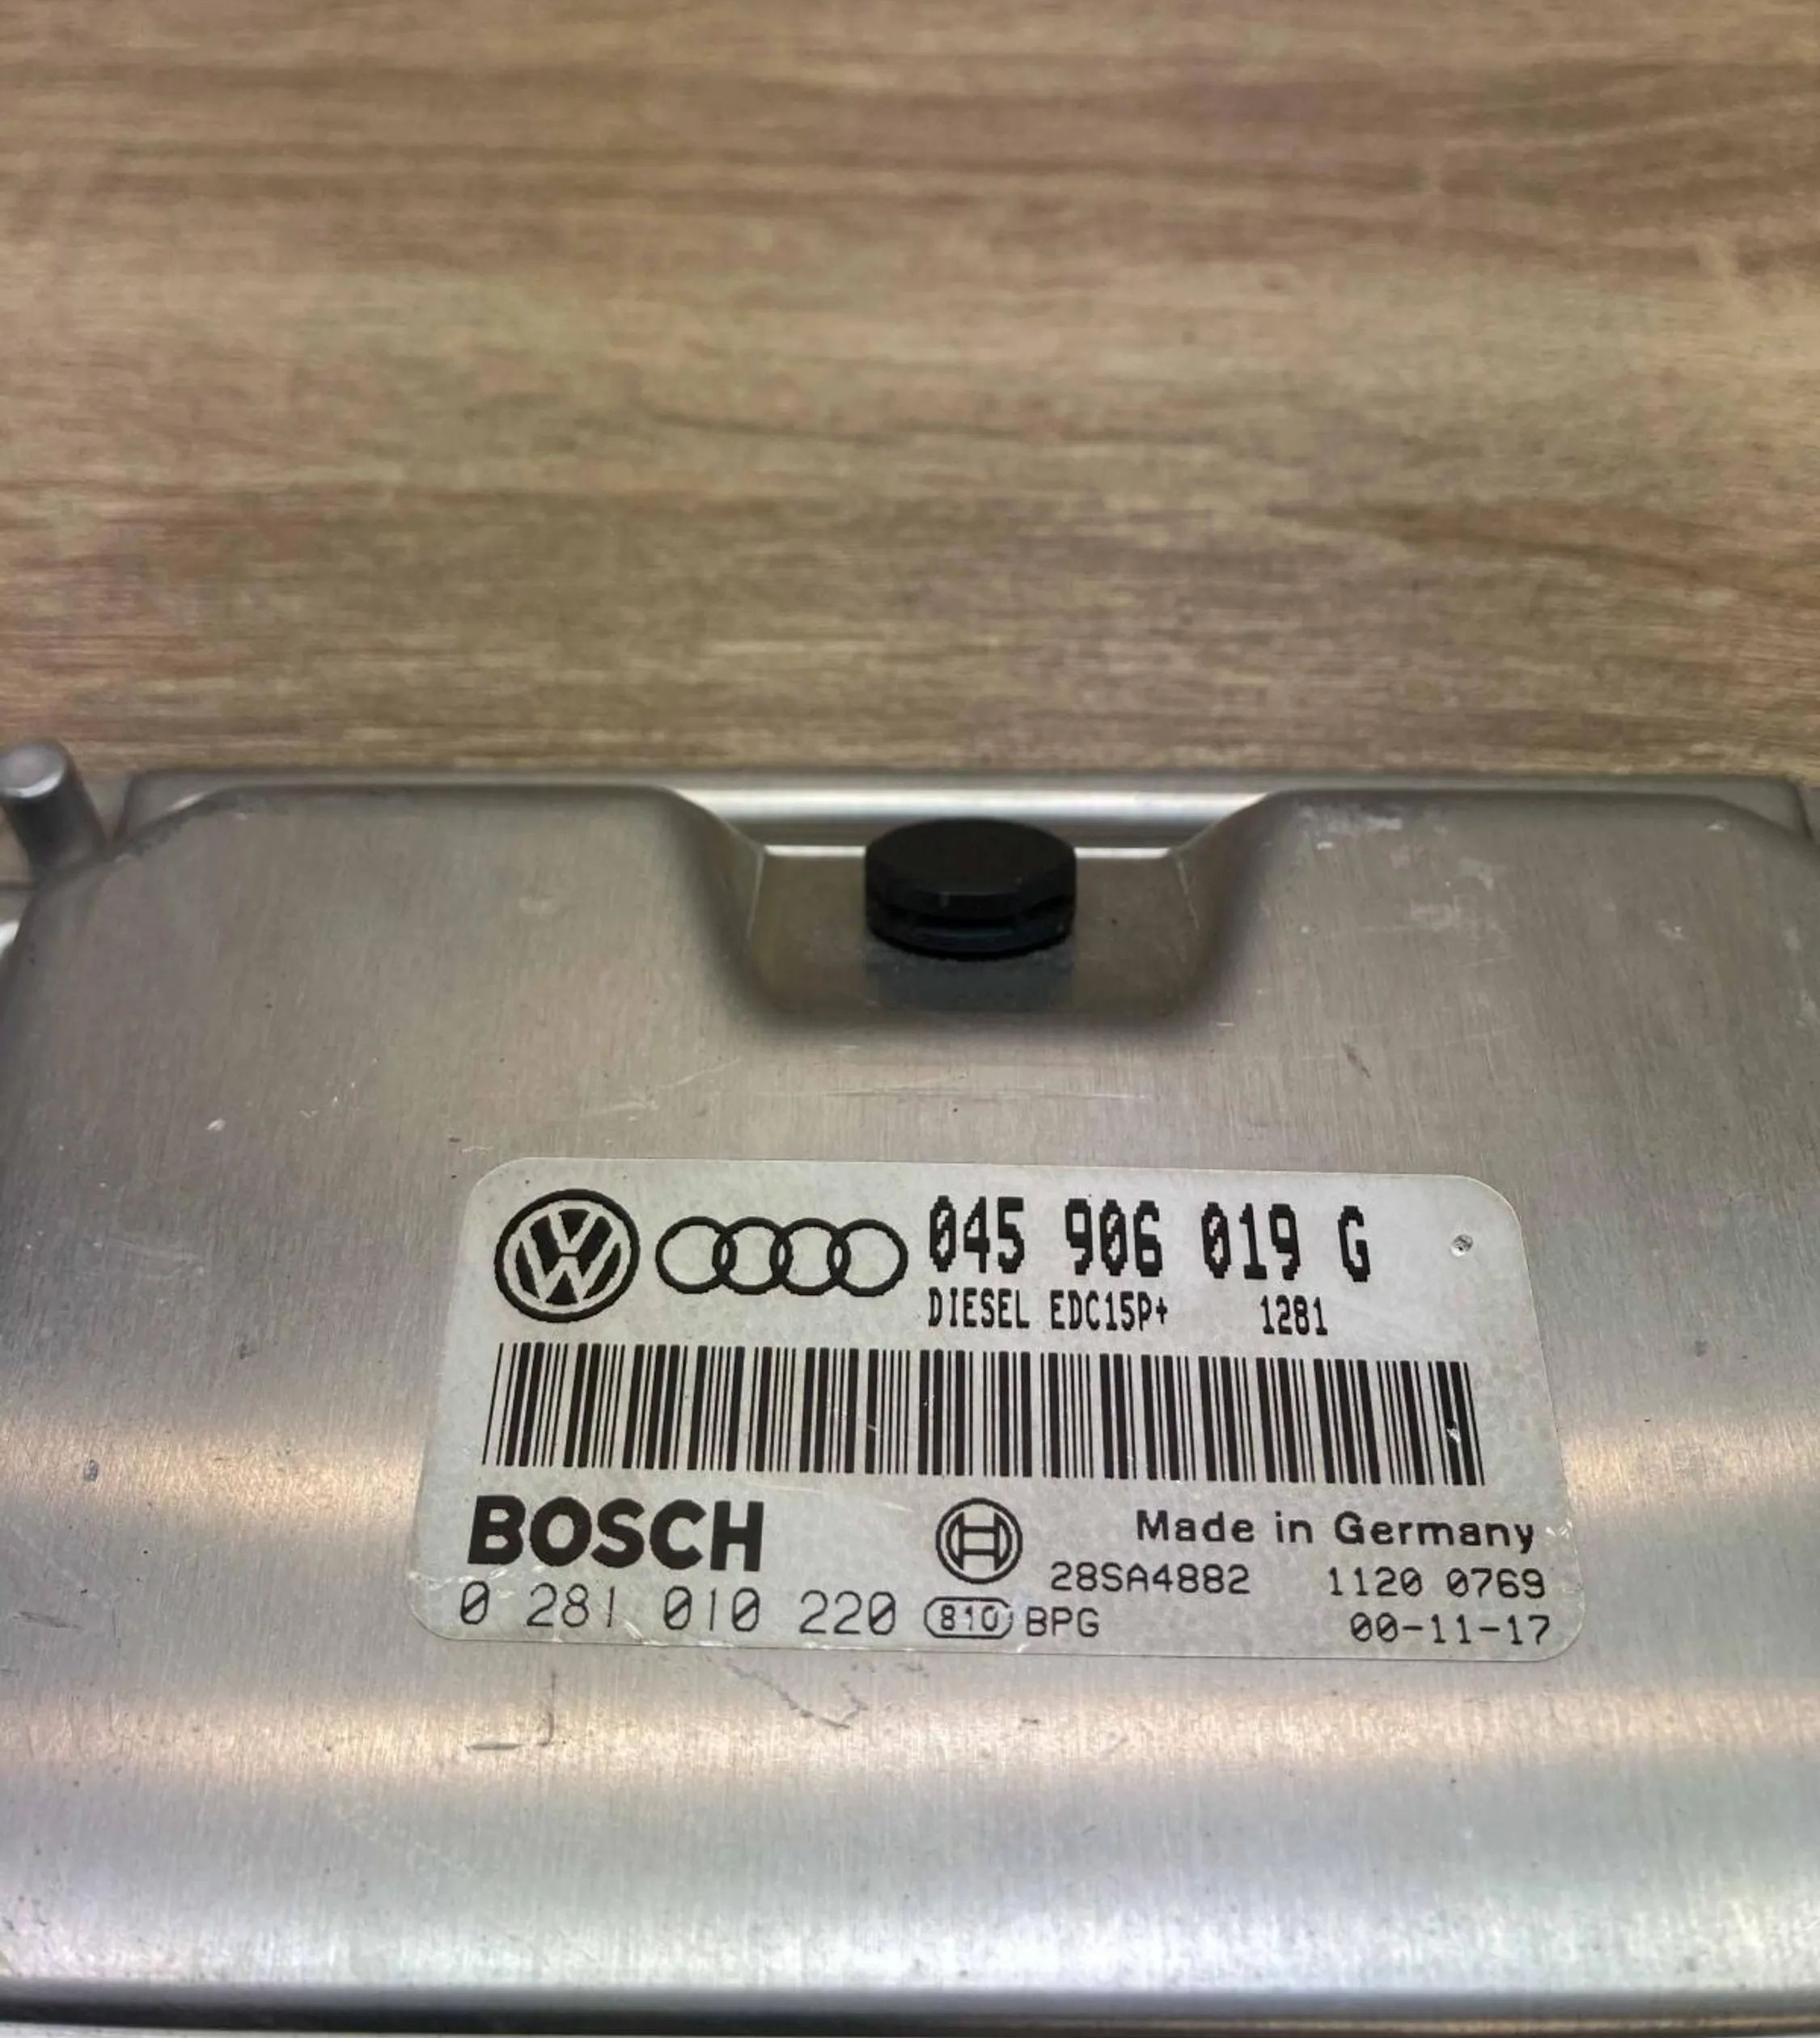 045 906 019 G
DIESEL EDC15P+ 1281
BOSCH
Made in Germany
28SA4882 1120 0769
0 281 010 220 810 BPG 00-11-17